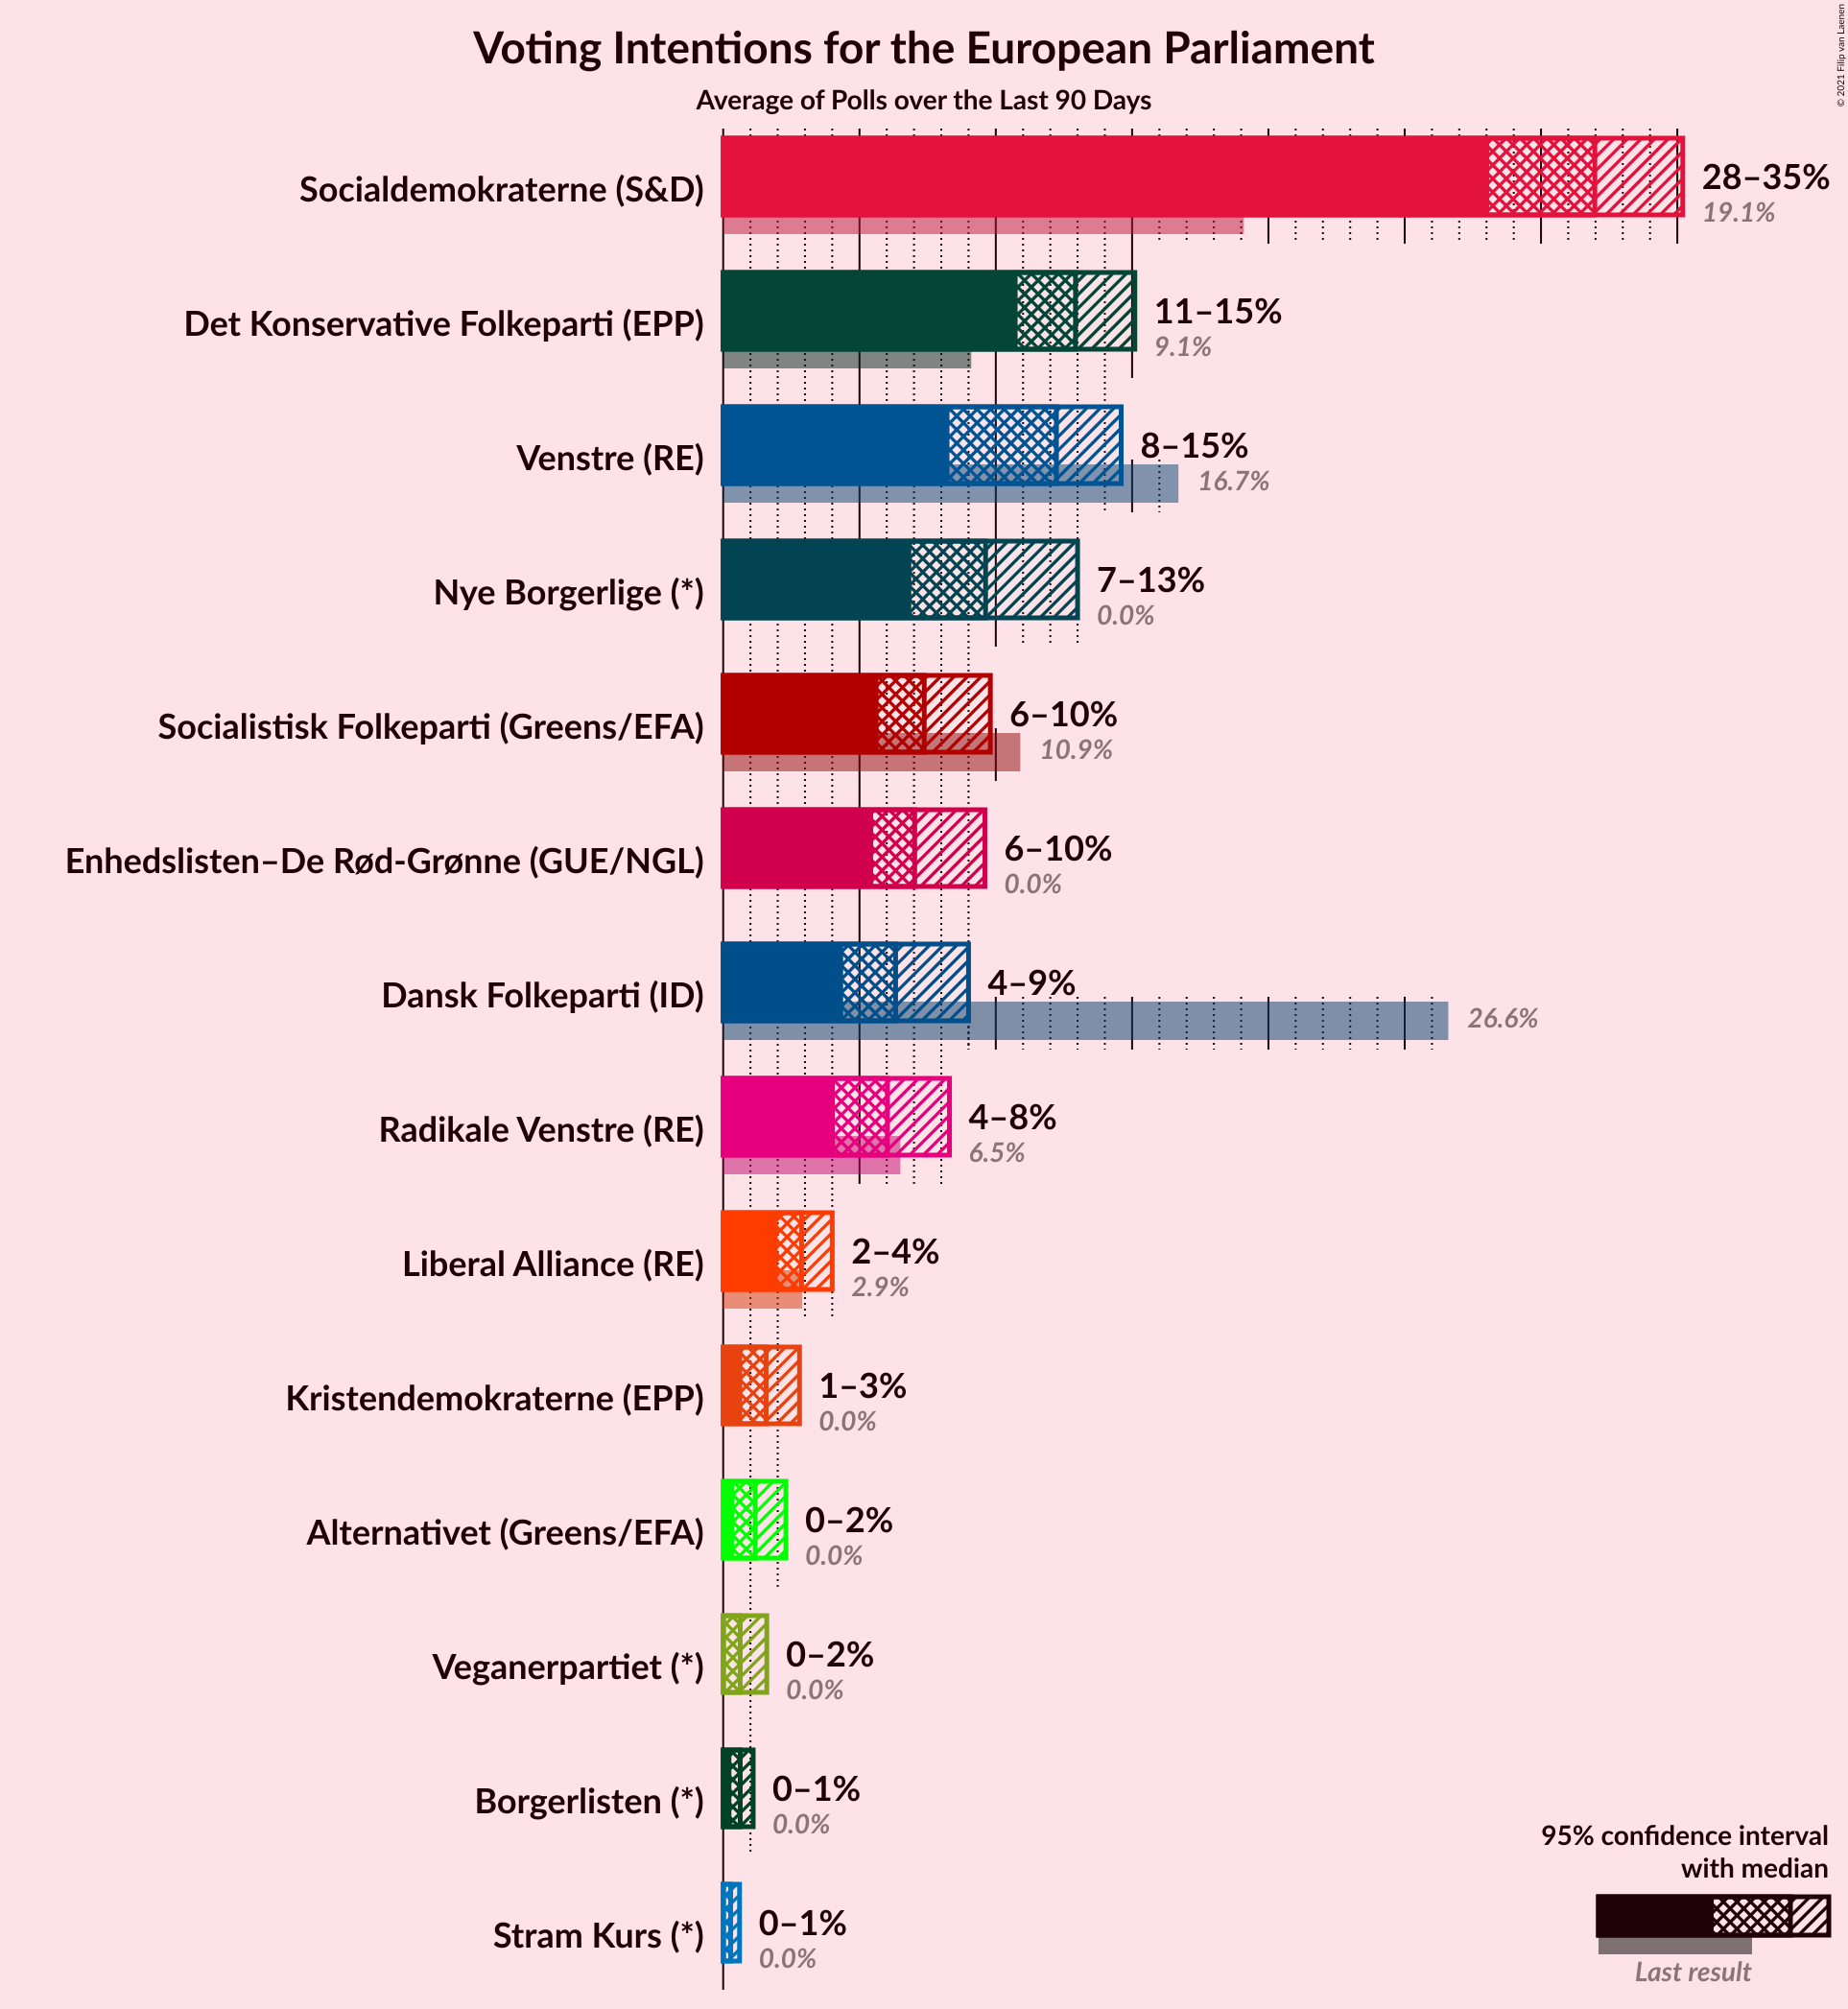 © 2021 Filip van Laenen
Voting Intentions for the European Parliament
Average of Polls over the Last 90 Days
Socialdemokraterne (S&D)
28–35%
19.1%
Det Konservative Folkeparti (EPP)
11–15%
9.1%
Venstre (RE)
8–15%
16.7%
Nye Borgerlige (*)
7–13%
0.0%
Socialistisk Folkeparti (Greens/EFA)
6–10%
10.9%
Enhedslisten–De Rød-Grønne (GUE/NGL)
6–10%
0.0%
Dansk Folkeparti (ID)
4–9%
26.6%
Radikale Venstre (RE)
4–8%
6.5%
Liberal Alliance (RE)
2–4%
2.9%
Kristendemokraterne (EPP)
1–3%
0.0%
Alternativet (Greens/EFA)
0–2%
0.0%
Veganerpartiet (*)
0–2%
0.0%
Borgerlisten (*)
0–1%
0.0%
Stram Kurs (*)
0–1%
0.0%
95% confidence interval
with median
Last result